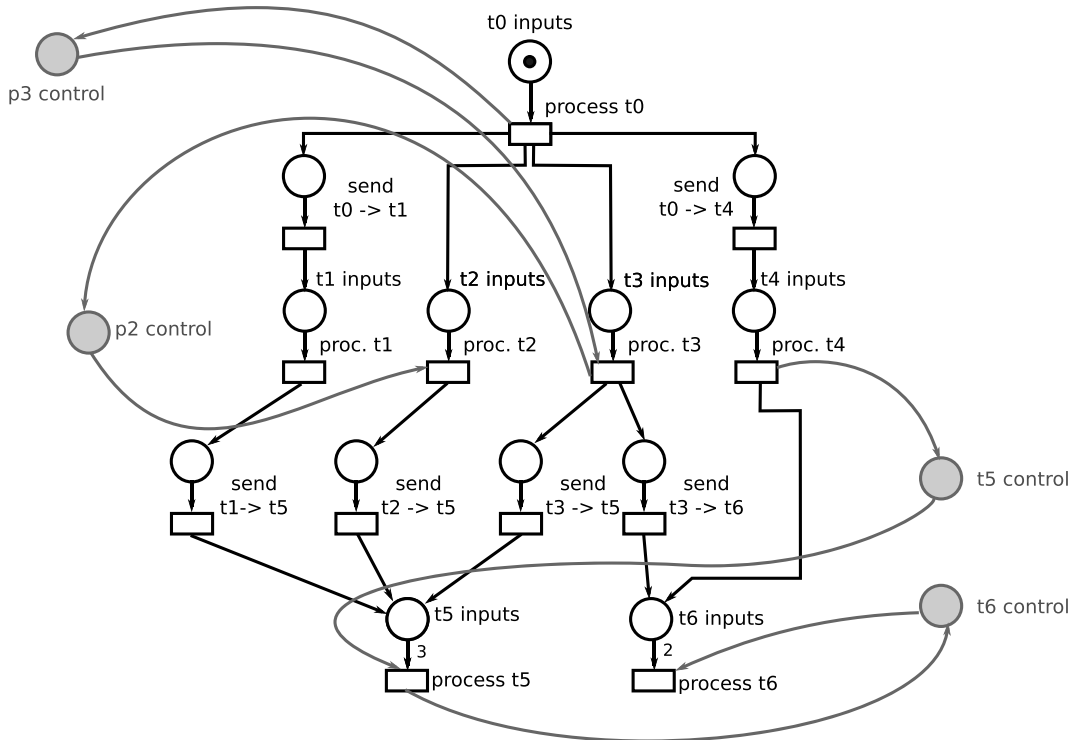 t0 inputs
p3 control
process t0
send
t0 -> t1
send
t0 -> t4
t1 inputs
t2 inputs
t3 inputs
t4 inputs
p2 control
proc. t1
proc. t2
proc. t3
proc. t4
send
t1-> t5
send
t2 -> t5
send
t3 -> t5
send
t3 -> t6
t5 control
t5 inputs
t6 inputs
t6 control
3
2
process t5
process t6